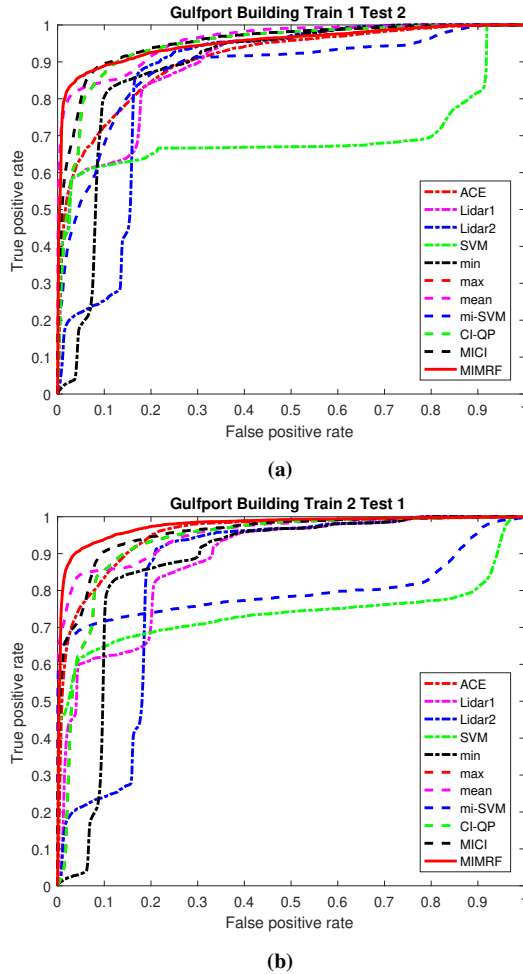 Gulfport Building Train 1 Test 2
1
0.9
0.8
0.7
0.6
0.5
0.4
0.3
0.2
0.1
0
True positive rate
ACE
Lidar1
Lidar2
SVM
min
max
mean
mi-SVM
CI-QP
MICI
MIMRF
0 0.1 0.2 0.3 0.4 0.5 0.6 0.7 0.8 0.9 1
False positive rate
(a)
Gulfport Building Train 2 Test 1
1
0.9
0.8
0.7
0.6
0.5
0.4
0.3
0.2
0.1
0
True positive rate
ACE
Lidar1
Lidar2
SVM
min
max
mean
mi-SVM
CI-QP
MICI
MIMRF
0 0.1 0.2 0.3 0.4 0.5 0.6 0.7 0.8 0.9 1
False positive rate
(b)